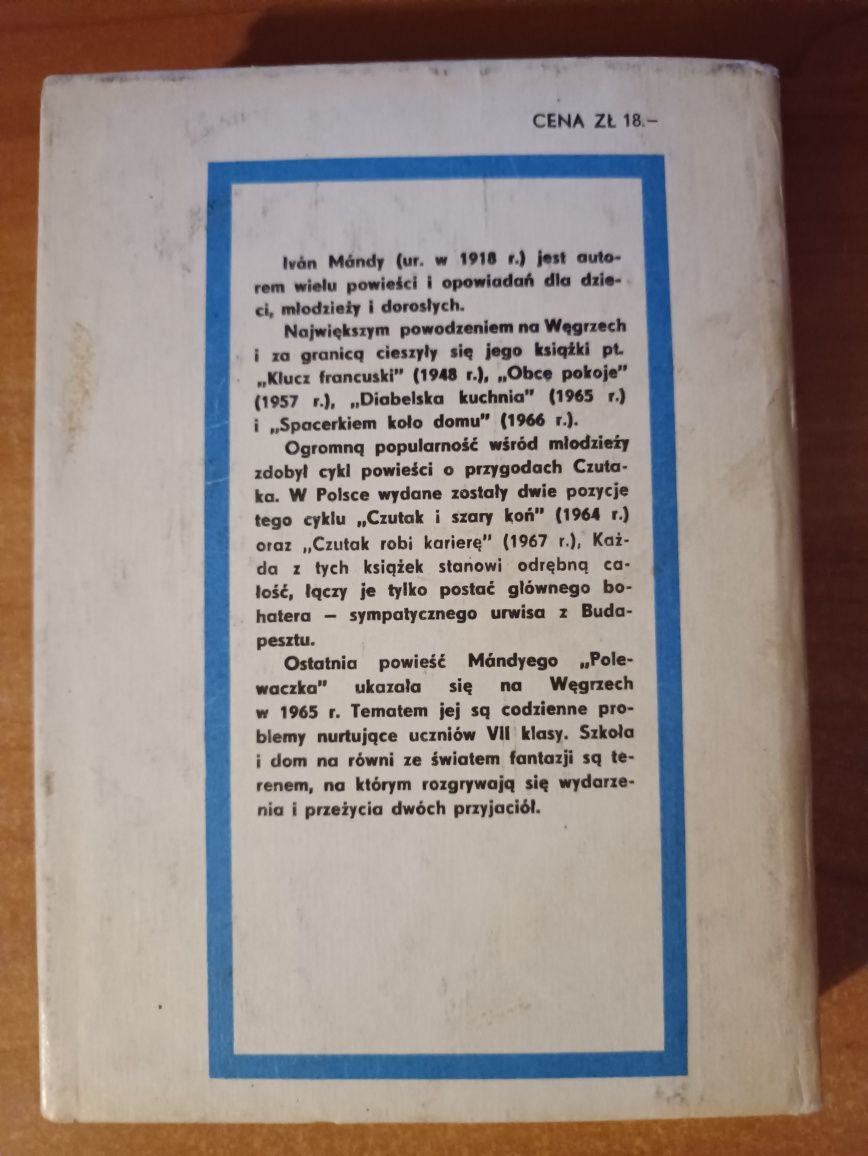 CENA ZŁ 18.–
Iván Mándy (ur. w 1918 r.) jest auto-
rem wielu powieści i opowiadań dla dzie-
ci, młodzieży i dorosłych.
Największym powodzeniem na Węgrzech
i za granicą cieszyły się jego książki pt.
„Klucz francuski” (1948 r.), „Obce pokoje”
(1957 r.), „Diabelska kuchnia” (1965 r.)
i „Spacerkiem koło domu” (1966 r.).
Ogromną popularność wśród młodzieży
zdobył cykl powieści o przygodach Czuta-
ka. W Polsce wydane zostały dwie pozycje
tego cyklu „Czutak i szary koń” (1964 r.)
oraz „Czutak robi karierę” (1967 r.), Każ-
da z tych książek stanowi odrębną ca-
łość, łączy je tylko postać głównego bo-
hatera – sympatycznego urwisa z Buda-
pesztu.
Ostatnia powieść Mándyego „Pole-
waczka” ukazała się na Węgrzech
w 1965 r. Tematem jej są codzienne pro-
blemy nurtujące uczniów VII klasy. Szkoła
i dom na równi ze światem fantazji są te-
renem, na którym rozgrywają się wydarze-
nia i przeżycia dwóch przyjaciół.